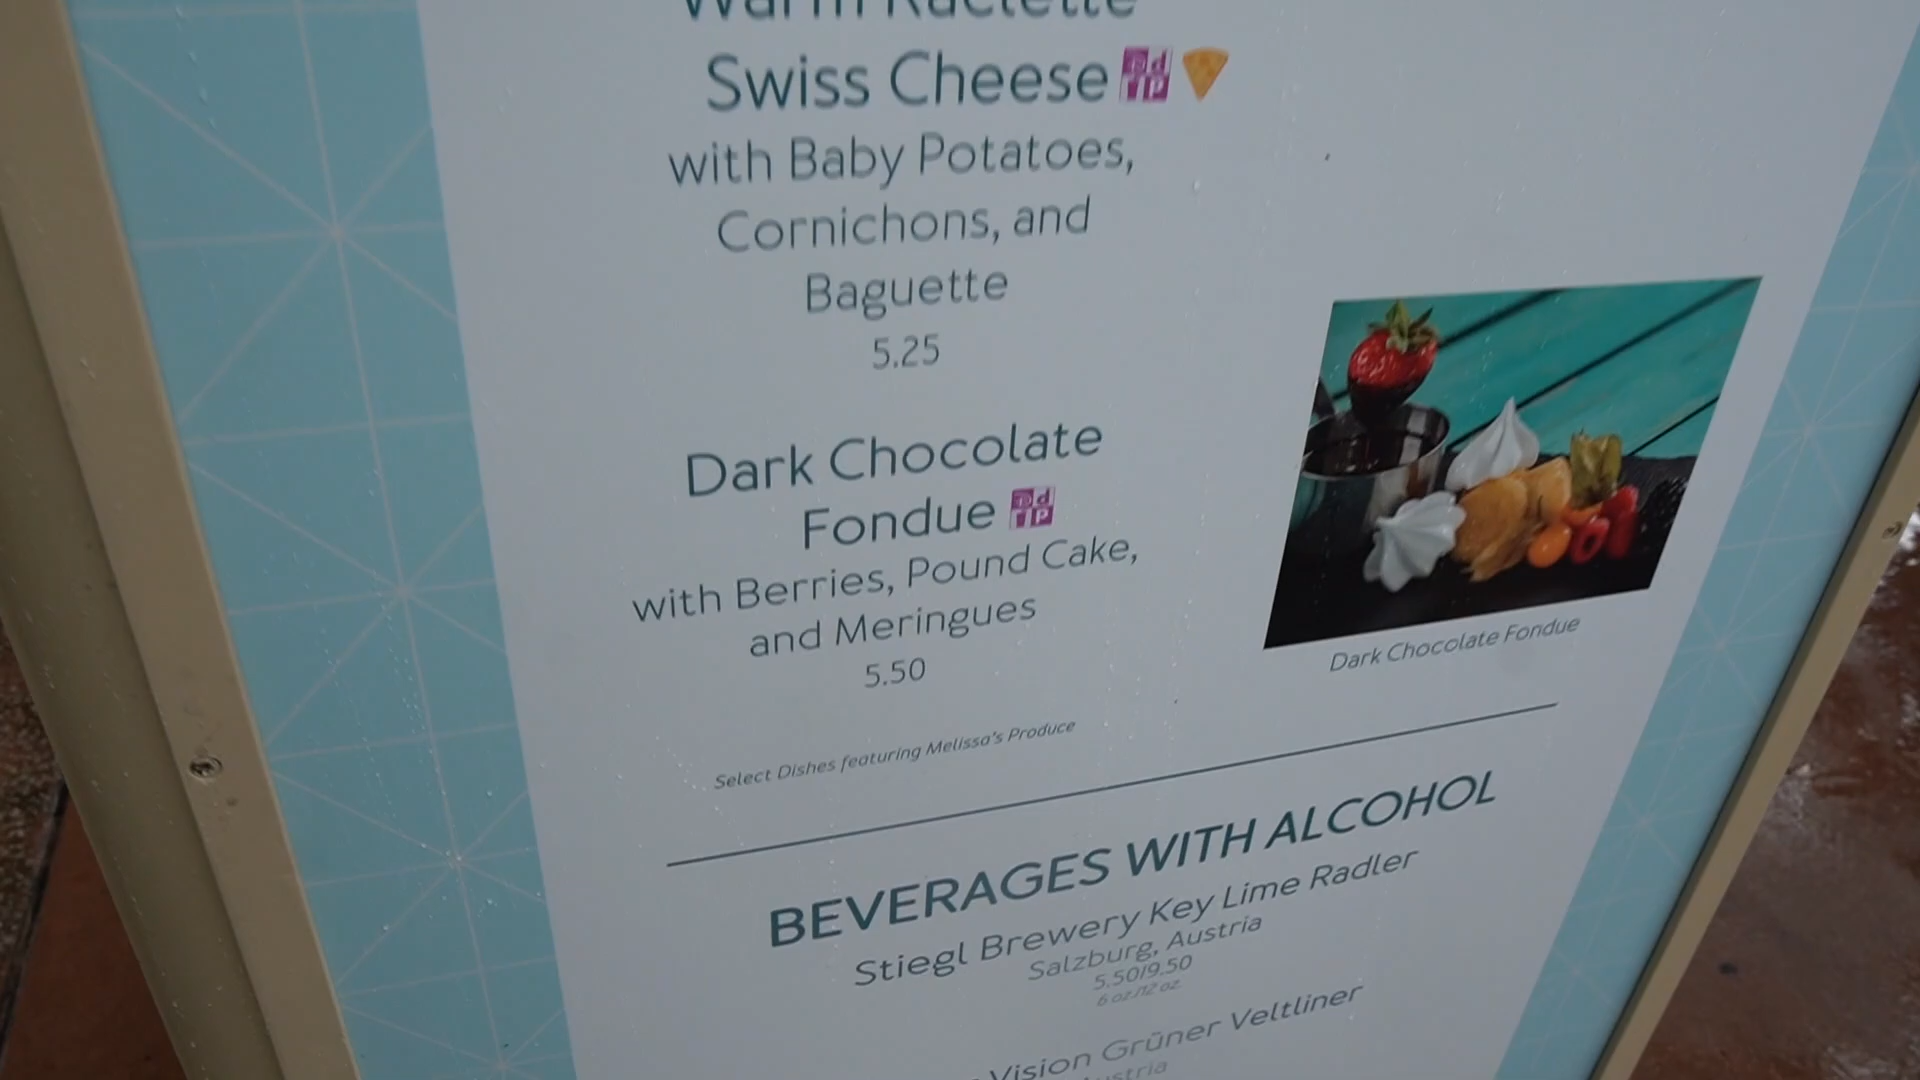 Warm Raclette
Swiss Cheese
with Baby Potatoes,
Cornichons, and
Baguette
5.25
Dark Chocolate
Fondue
with Berries, Pound Cake,
and Meringues
5.50
Dark Chocolate Fondue
Select Dishes featuring Melissa's Produce
BEVERAGES WITH ALCOHOL
Stiegl Brewery Key Lime Radler
Salzburg, Austria
5.50/9.50
6 oz./12 oz
Vision Grüner Veltliner